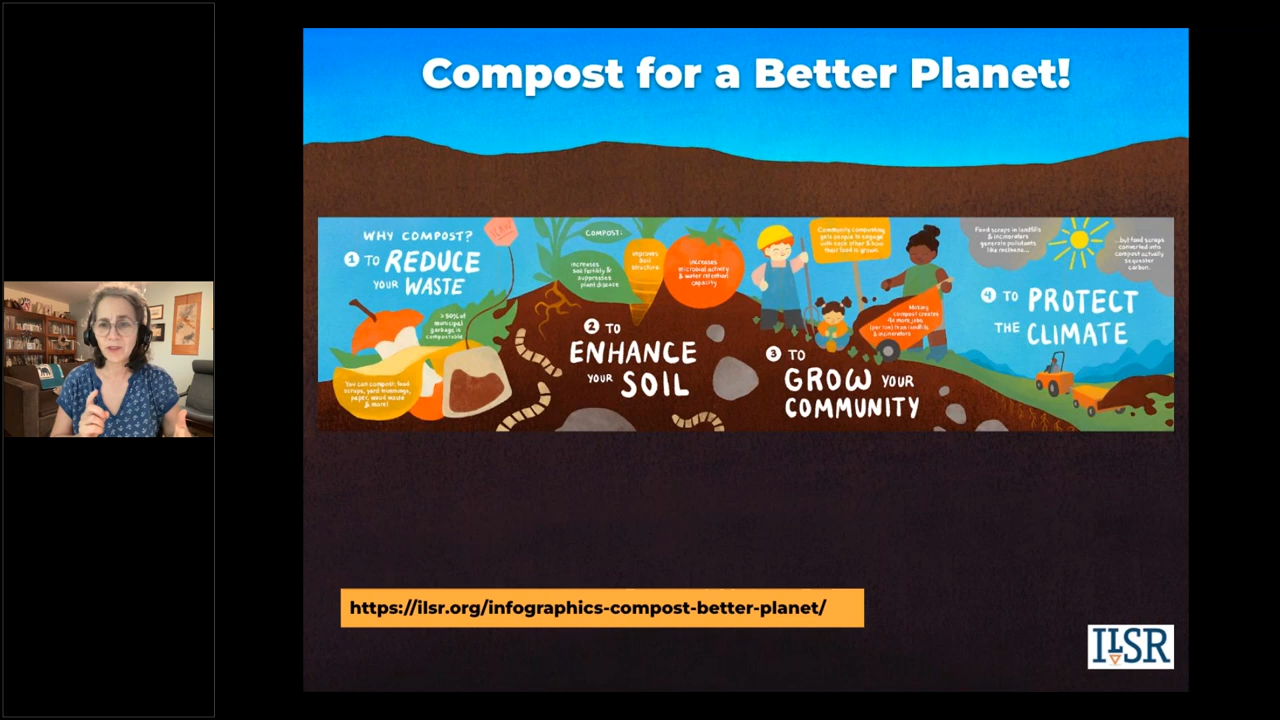 Compost for a Better Planet!
WHY COMPOST?
1 TO REDUCE
YOUR WASTE
> 50% of
municipal
garbage is
compostable
You can compost: food
scraps, yard trimmings,
paper, wood waste
& more!
COMPOST:
increases
soil fertility &
suppresses
plant disease
improves
soil
structure
increases
microbial activity
& water retention
capacity
2 TO
ENHANCE
YOUR SOIL
Community composting
gets people to engage
with each other & how
their food is grown.
Making
compost creates
4x more jobs
(per ton) than landfills
& incinerators
3 TO
GROW YOUR
COMMUNITY
Food scraps in landfills
& incinerators
generate pollutants
like methane...
...but food scraps
converted into
compost actually
sequester
carbon.
4 TO PROTECT
THE CLIMATE
https://ilsr.org/infographics-compost-better-planet/
ILSR